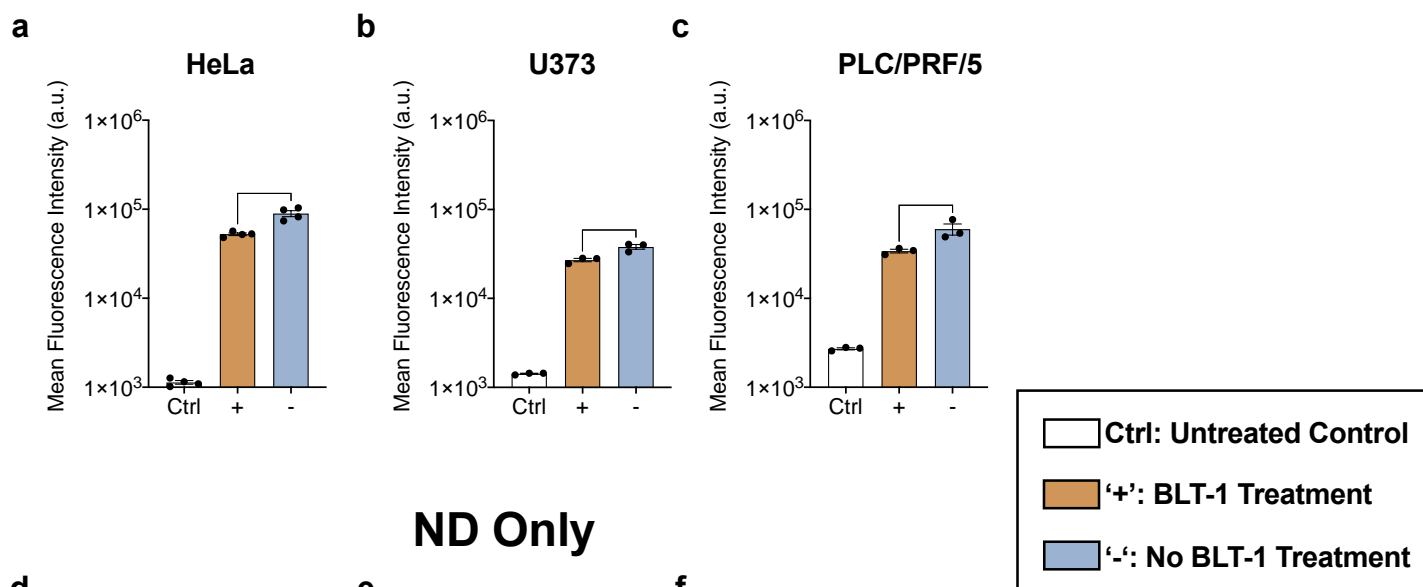 a
HeLa
Mean Fluorescence Intensity (a.u.)
1×10⁶
1×10⁵
1×10⁴
1×10³
Ctrl + -
b
U373
Mean Fluorescence Intensity (a.u.)
1×10⁶
1×10⁵
1×10⁴
1×10³
Ctrl + -
c
PLC/PRF/5
Mean Fluorescence Intensity (a.u.)
1×10⁶
1×10⁵
1×10⁴
1×10³
Ctrl + -
Ctrl: Untreated Control
‘+’: BLT-1 Treatment
‘-‘: No BLT-1 Treatment
ND Only
d e f